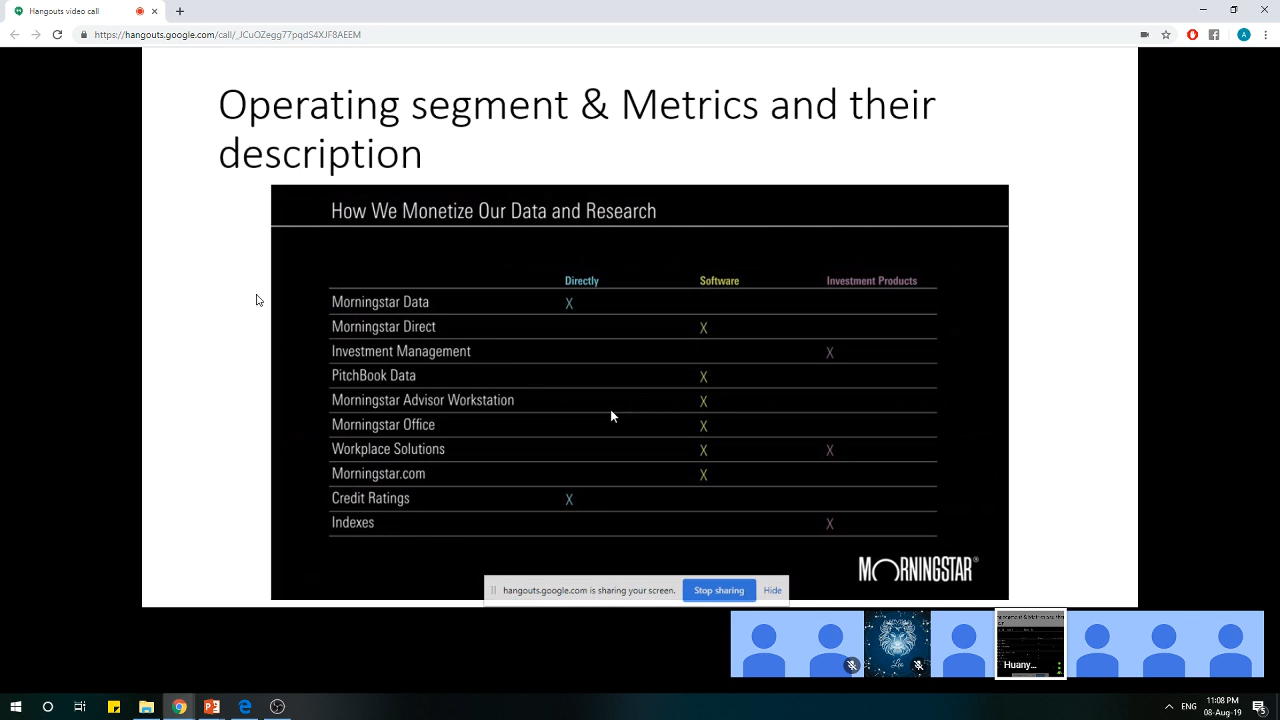 Hangouts video call
https://hangouts.google.com/call/_JCuOZegg77pqdS4XJF8AEEM
A
Operating segment & Metrics and their
description
How We Monetize Our Data and Research
Directly Software Investment Products
Morningstar Data X
Morningstar Direct X
Investment Management X
PitchBook Data X
Morningstar Advisor Workstation X
Morningstar Office X
Workplace Solutions X X
Morningstar.com X
Credit Ratings X
Indexes X
MORNINGSTAR®
hangouts.google.com is sharing your screen. Stop sharing Hide
Huany...
ENG
11:08 PM
08-Aug-19